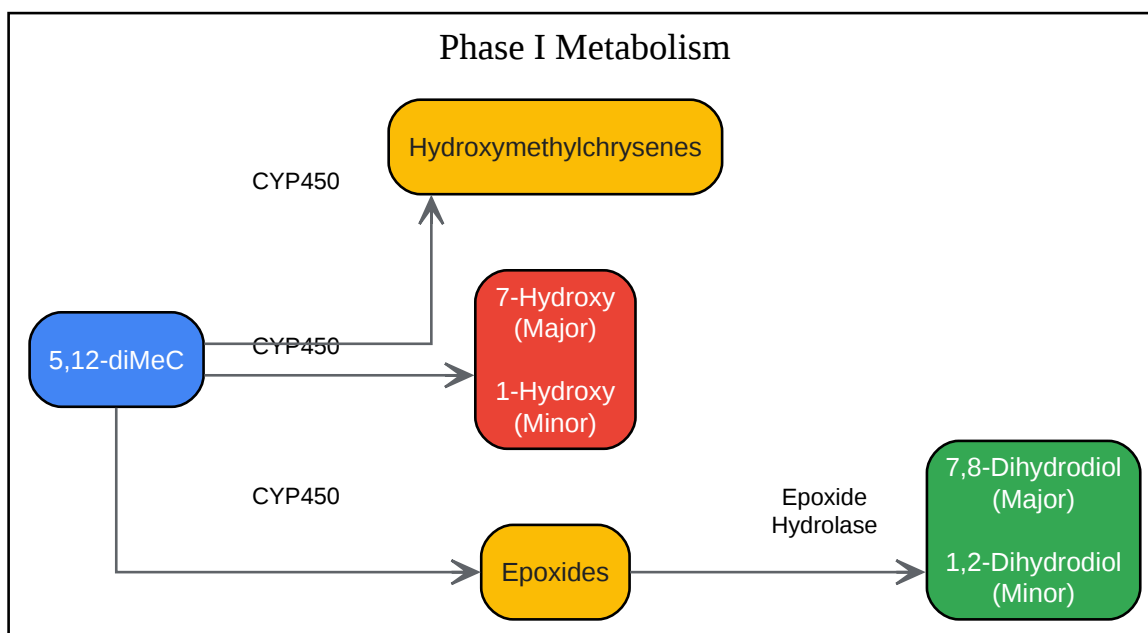 Phase I Metabolism
Hydroxymethylchrysenes
CYP450
7-Hydroxy
(Major)
1-Hydroxy
(Minor)
CYP450
5,12-diMeC
CYP450
Epoxides
Epoxide
Hydrolase
7,8-Dihydrodiol
(Major)
1,2-Dihydrodiol
(Minor)